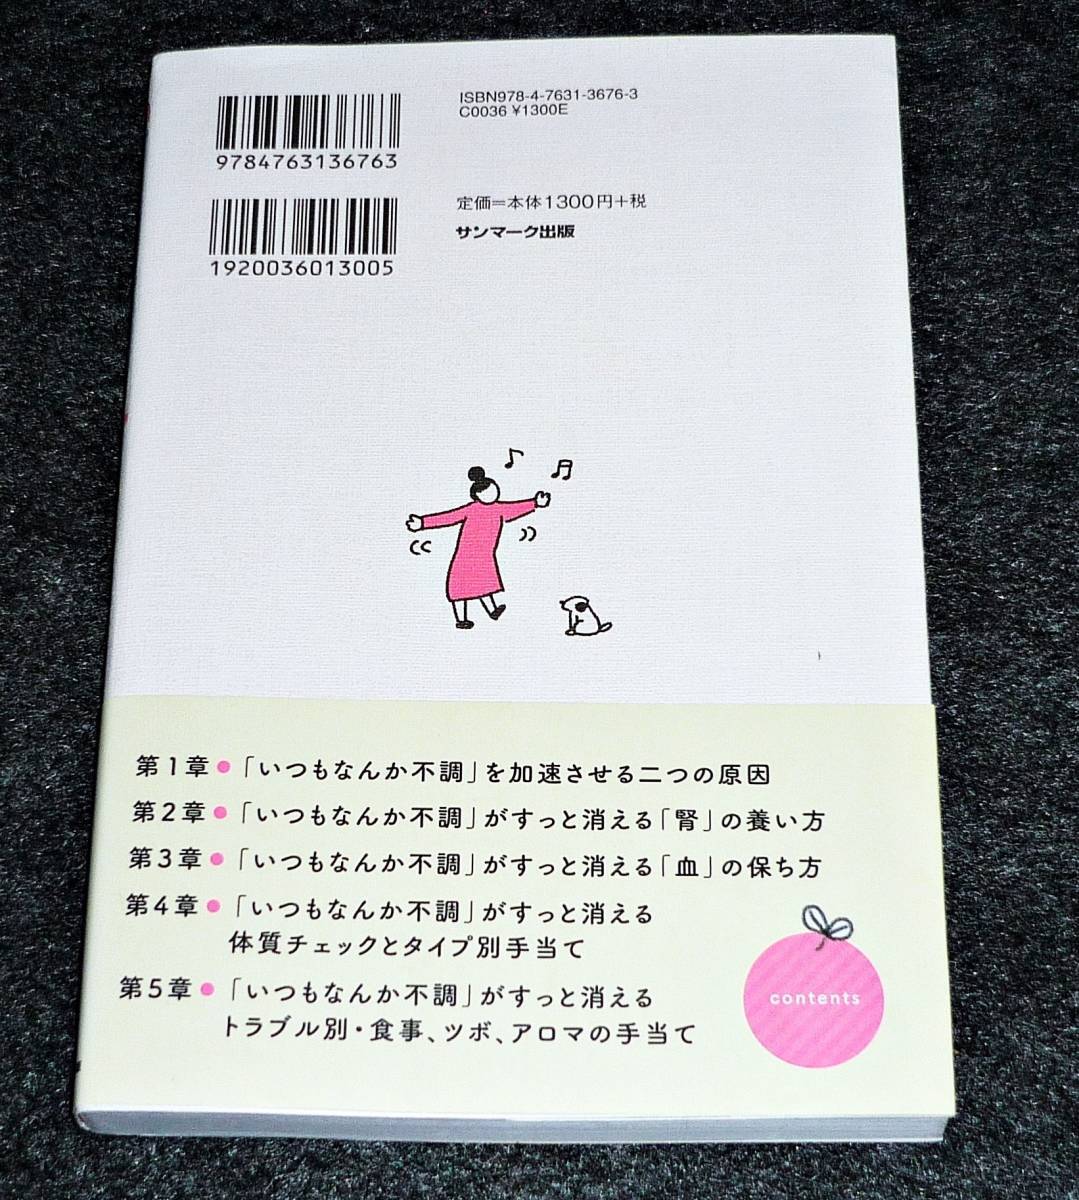 ISBN978-4-7631-3676-3
C0036 ¥1300E
9784763136763
定価=本体1300円+税
サンマーク出版
1920036013005
第1章●「いつもなんか不調」を加速させる二つの原因
第2章●「いつもなんか不調」がすっと消える「腎」の養い方
第3章●「いつもなんか不調」がすっと消える「血」の保ち方
第4章●「いつもなんか不調」がすっと消える
体質チェックとタイプ別手当て
第5章●「いつもなんか不調」がすっと消える
トラブル別・食事、ツボ、アロマの手当て
contents